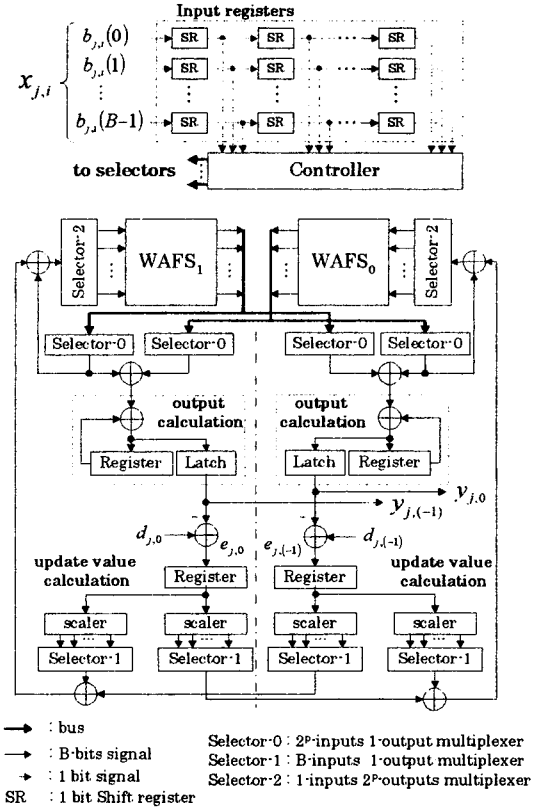 Input registers
b_{j,i}(0) SR SR SR
b_{j,i}(1) SR SR SR
x_{j,i}
b_{j,i}(B-1) SR SR SR
to selectors Controller
Selector-2 WAFS_1 WAFS_0 Selector-2
Selector-0 Selector-0 Selector-0 Selector-0
output calculation output calculation
Register Latch Latch Register
y_{j,0}
y_{j,(-1)}
d_{j,0} e_{j,0} e_{j,(-1)} d_{j,(-1)}
update value calculation Register Register update value calculation
scaler scaler scaler scaler
Selector-1 Selector-1 Selector-1 Selector-1
: bus
: B-bits signal
: 1 bit signal
SR : 1 bit Shift register
Selector-0 : 2^p-inputs 1-output multiplexer
Selector-1 : B-inputs 1-output multiplexer
Selector-2 : 1-inputs 2^p-outputs multiplexer